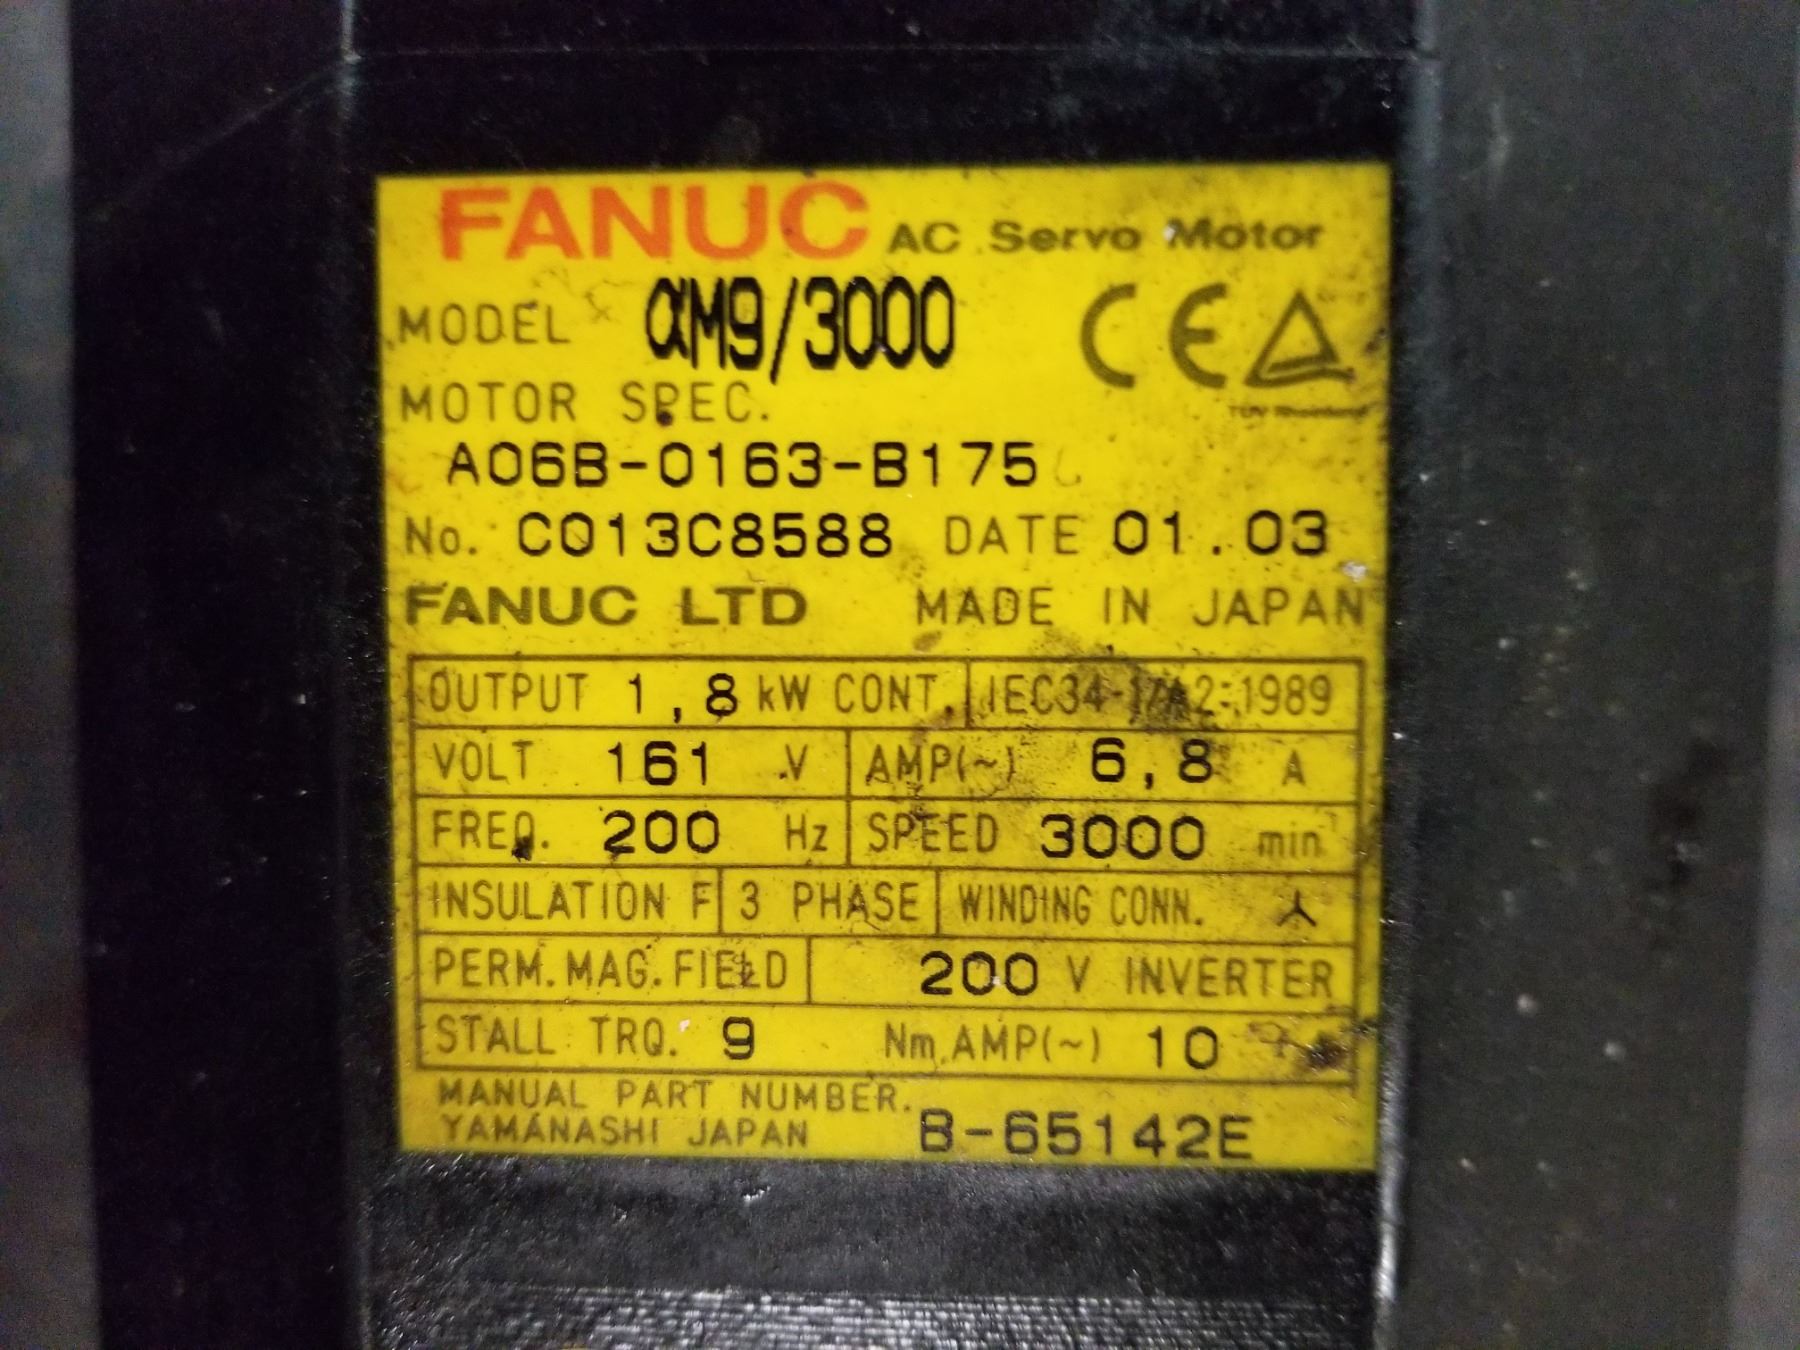 FANUC AC Servo Motor
MODEL αM9/3000 CE
TÜV Rheinland
MOTOR SPEC.
A06B-0163-B175
No. C013C8588 DATE 01.03
FANUC LTD MADE IN JAPAN
OUTPUT 1,8 kW CONT. IEC34-1/A2:1989
VOLT 161 V AMP(~) 6,8 A
FREQ. 200 Hz SPEED 3000 min
INSULATION F 3 PHASE WINDING CONN.
PERM.MAG.FIELD 200 V INVERTER
STALL TRQ. 9 Nm AMP(~) 10
MANUAL PART NUMBER.
YAMANASHI JAPAN B-65142E